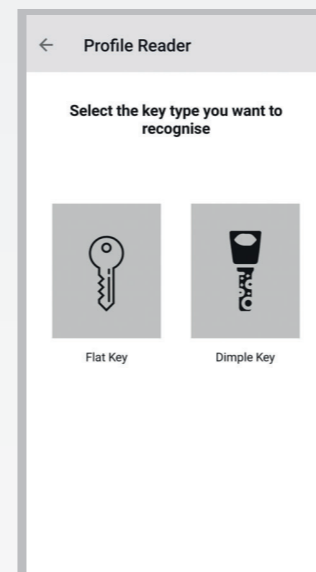 Profile Reader
Select the key type you want to
recognise
Flat Key
Dimple Key